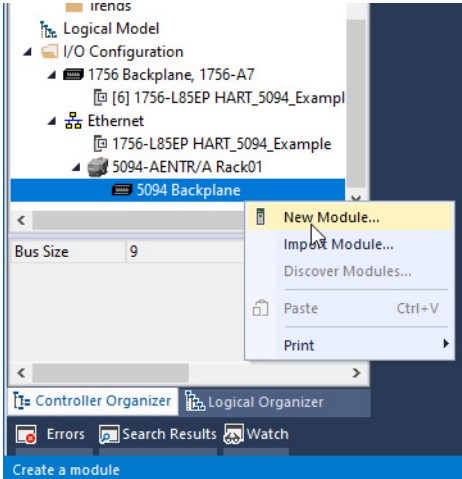 Trends
Logical Model
I/O Configuration
1756 Backplane, 1756-A7
[6] 1756-L85EP HART_5094_Exampl
Ethernet
1756-L85EP HART_5094_Example
5094-AENTR/A Rack01
5094 Backplane
New Module...
Import Module...
Discover Modules...
Paste Ctrl+V
Print
Bus Size 9
Controller Organizer Logical Organizer
Errors Search Results Watch
Create a module